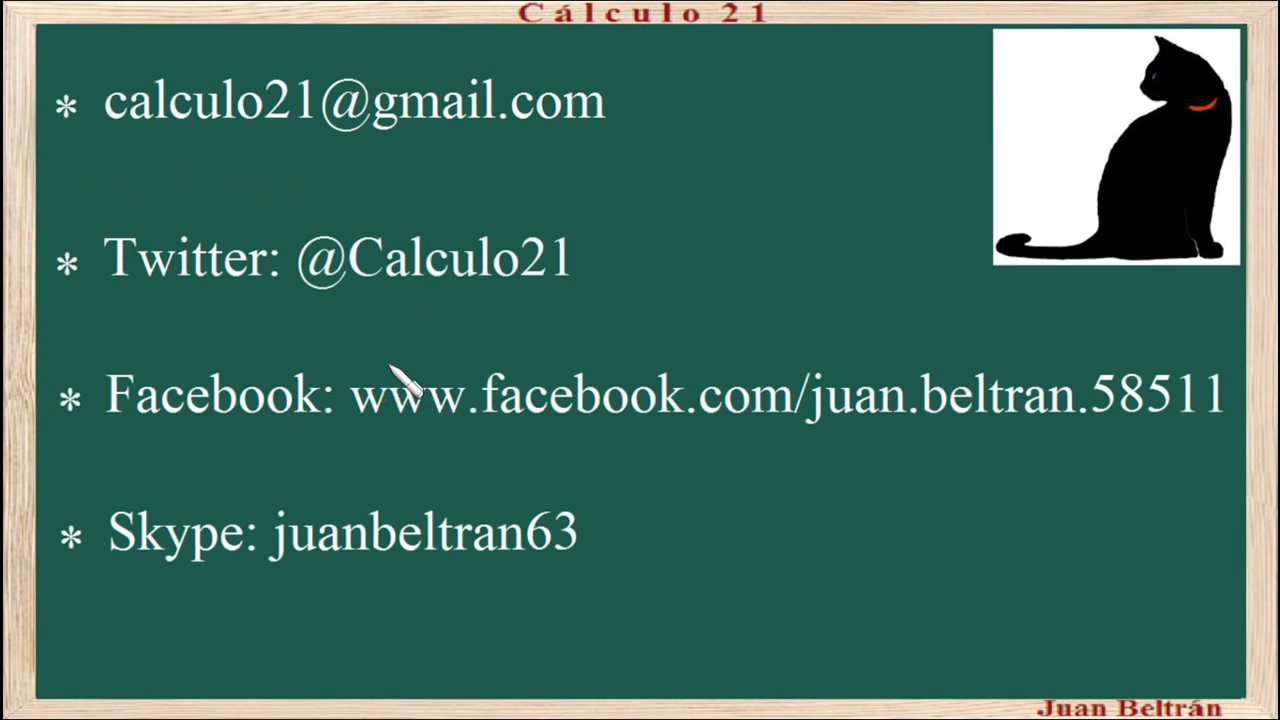 Cálculo 21
* calculo21@gmail.com
* Twitter: @Calculo21
* Facebook: www.facebook.com/juan.beltran.58511
* Skype: juanbeltran63
Juan Beltrán